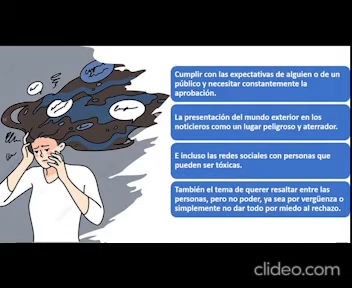 Cumplir con las expectativas de alguien o de un
público y necesitar constantemente la
aprobación.
La presentación del mundo exterior en los
noticieros como un lugar peligroso y aterrador.
E incluso las redes sociales con personas que
pueden ser tóxicas.
También el tema de querer resaltar entre las
personas, pero no poder, ya sea por vergüenza o
simplemente no dar todo por miedo al rechazo.
clideo.com